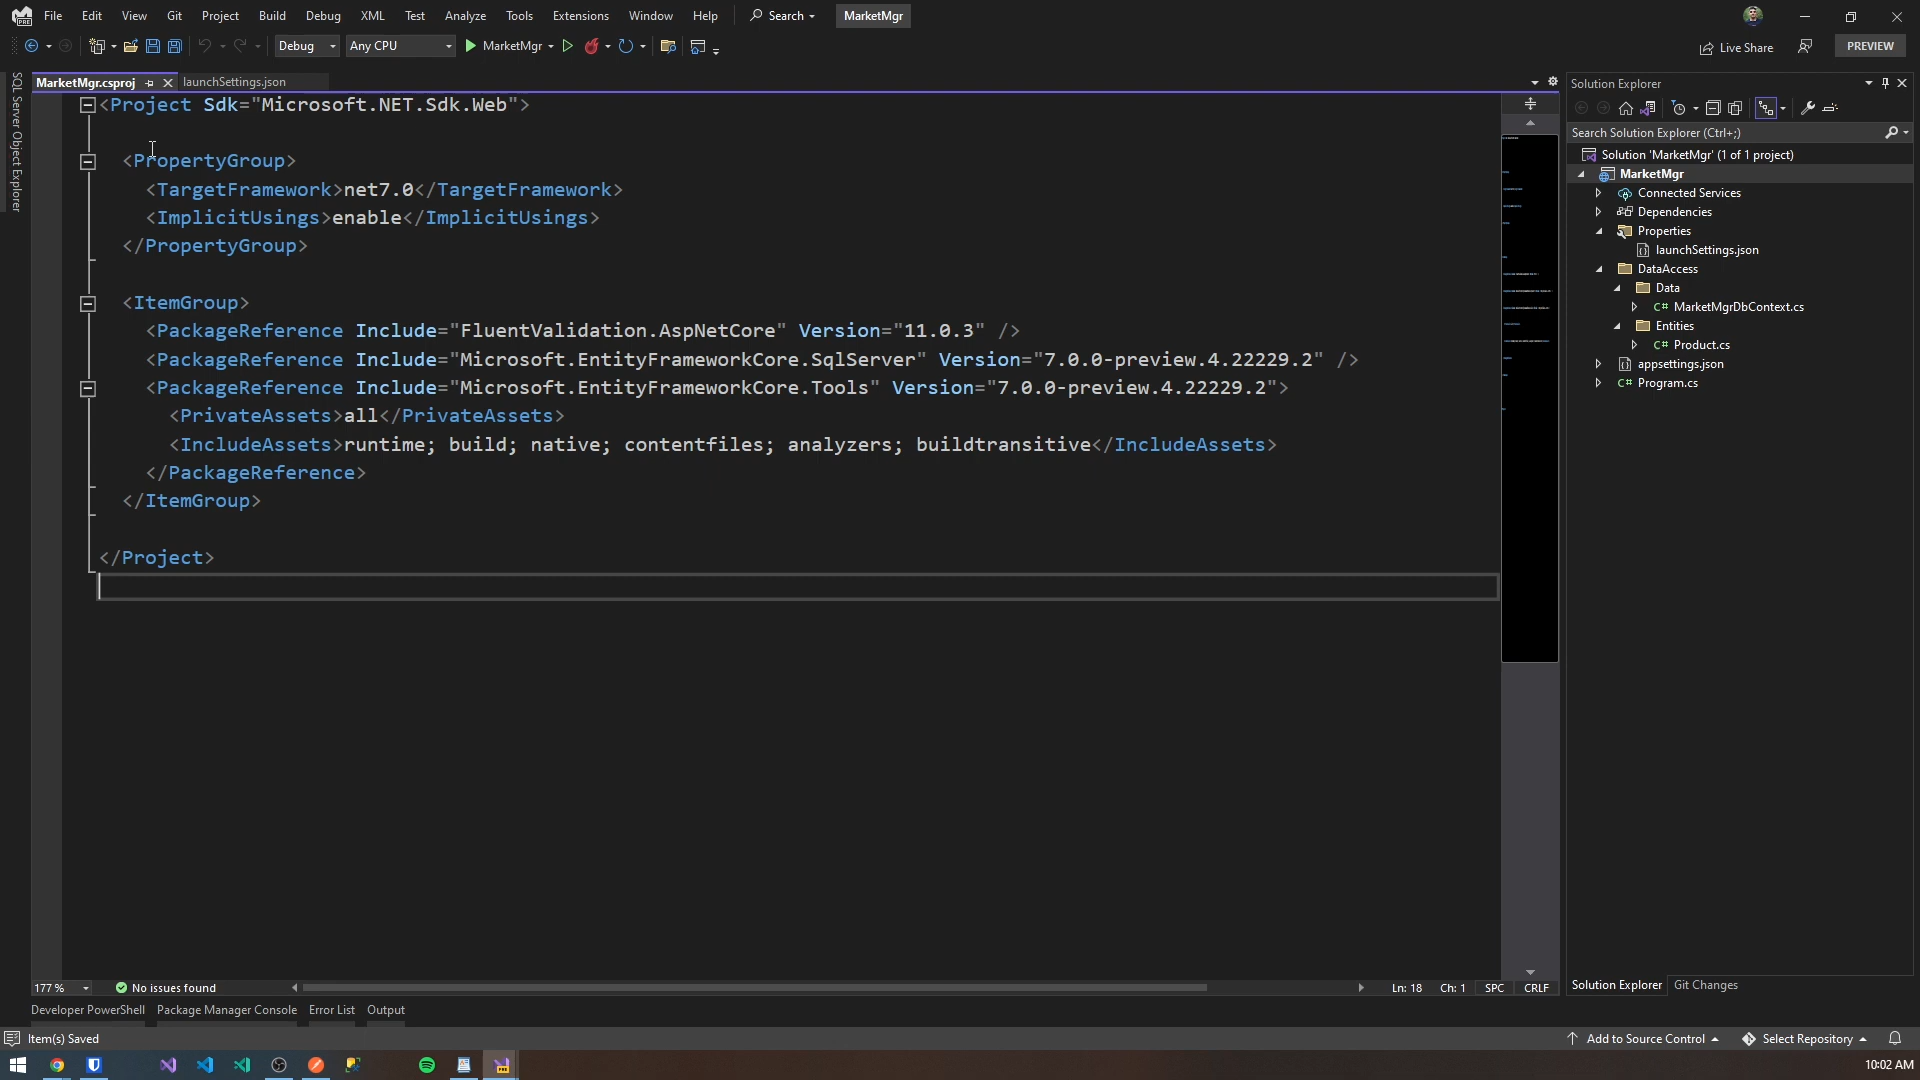 File Edit View Git Project Build Debug XML Test Analyze Tools Extensions Window Help Search MarketMgr
Debug Any CPU MarketMgr Live Share PREVIEW
SQL Server Object Explorer
MarketMgr.csproj launchSettings.json
<Project Sdk="Microsoft.NET.Sdk.Web">
<PropertyGroup>
<TargetFramework>net7.0</TargetFramework>
<ImplicitUsings>enable</ImplicitUsings>
</PropertyGroup>
<ItemGroup>
<PackageReference Include="FluentValidation.AspNetCore" Version="11.0.3" />
<PackageReference Include="Microsoft.EntityFrameworkCore.SqlServer" Version="7.0.0-preview.4.22229.2" />
<PackageReference Include="Microsoft.EntityFrameworkCore.Tools" Version="7.0.0-preview.4.22229.2">
<PrivateAssets>all</PrivateAssets>
<IncludeAssets>runtime; build; native; contentfiles; analyzers; buildtransitive</IncludeAssets>
</PackageReference>
</ItemGroup>
</Project>
177 % No issues found Ln: 18 Ch: 1 SPC CRLF
Solution Explorer
Search Solution Explorer (Ctrl+;)
Solution 'MarketMgr' (1 of 1 project)
MarketMgr
Connected Services
Dependencies
Properties
launchSettings.json
DataAccess
Data
C# MarketMgrDbContext.cs
Entities
C# Product.cs
appsettings.json
C# Program.cs
Solution Explorer Git Changes
Developer PowerShell Package Manager Console Error List Output
Item(s) Saved Add to Source Control Select Repository
10:02 AM